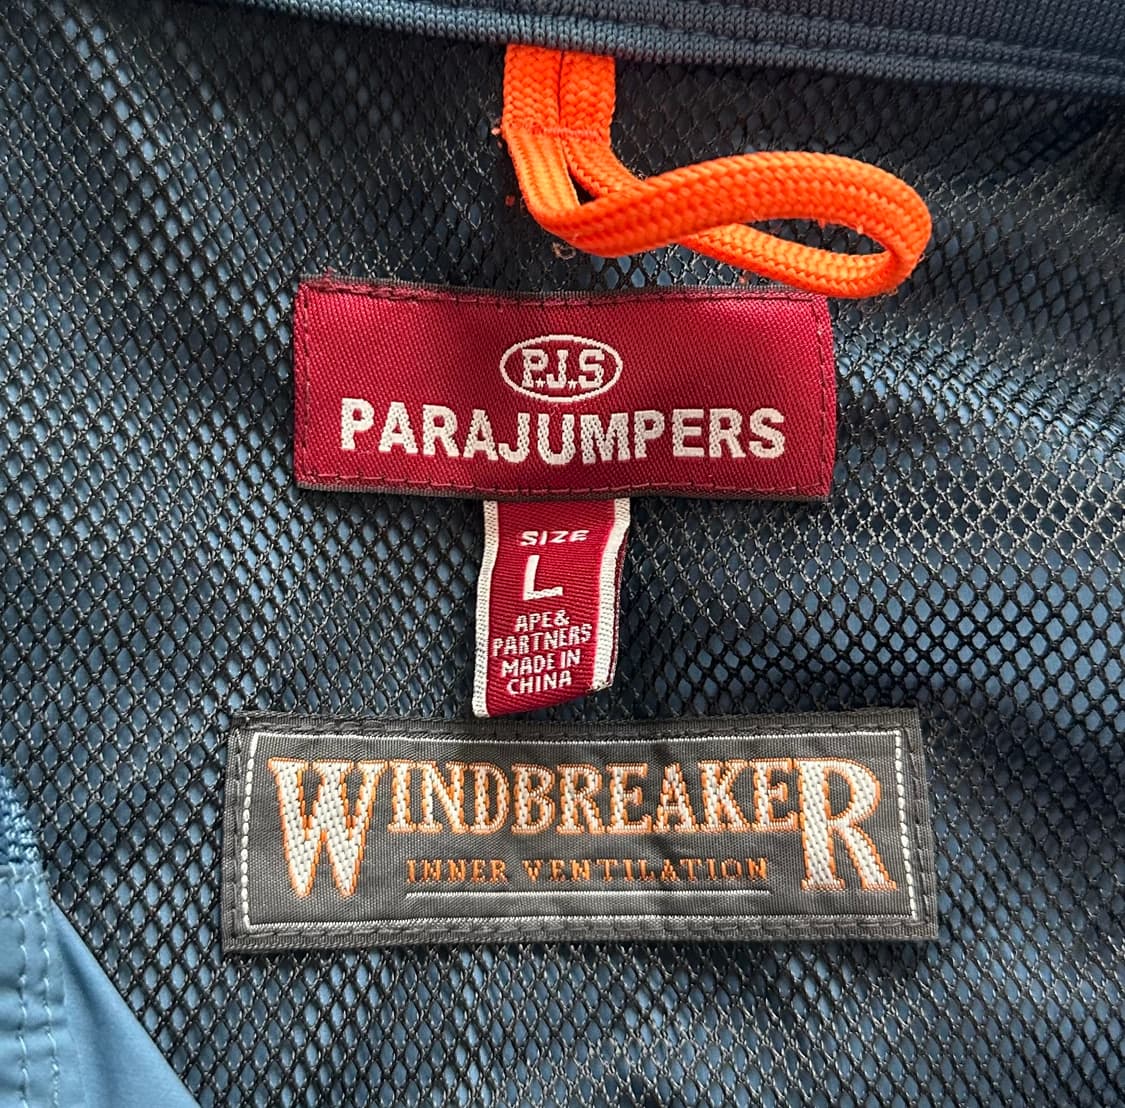 P.J.S
PARAJUMPERS
SIZE
L
APE&
PARTNERS
MADE IN
CHINA
WINDBREAKER
INNER VENTILATION